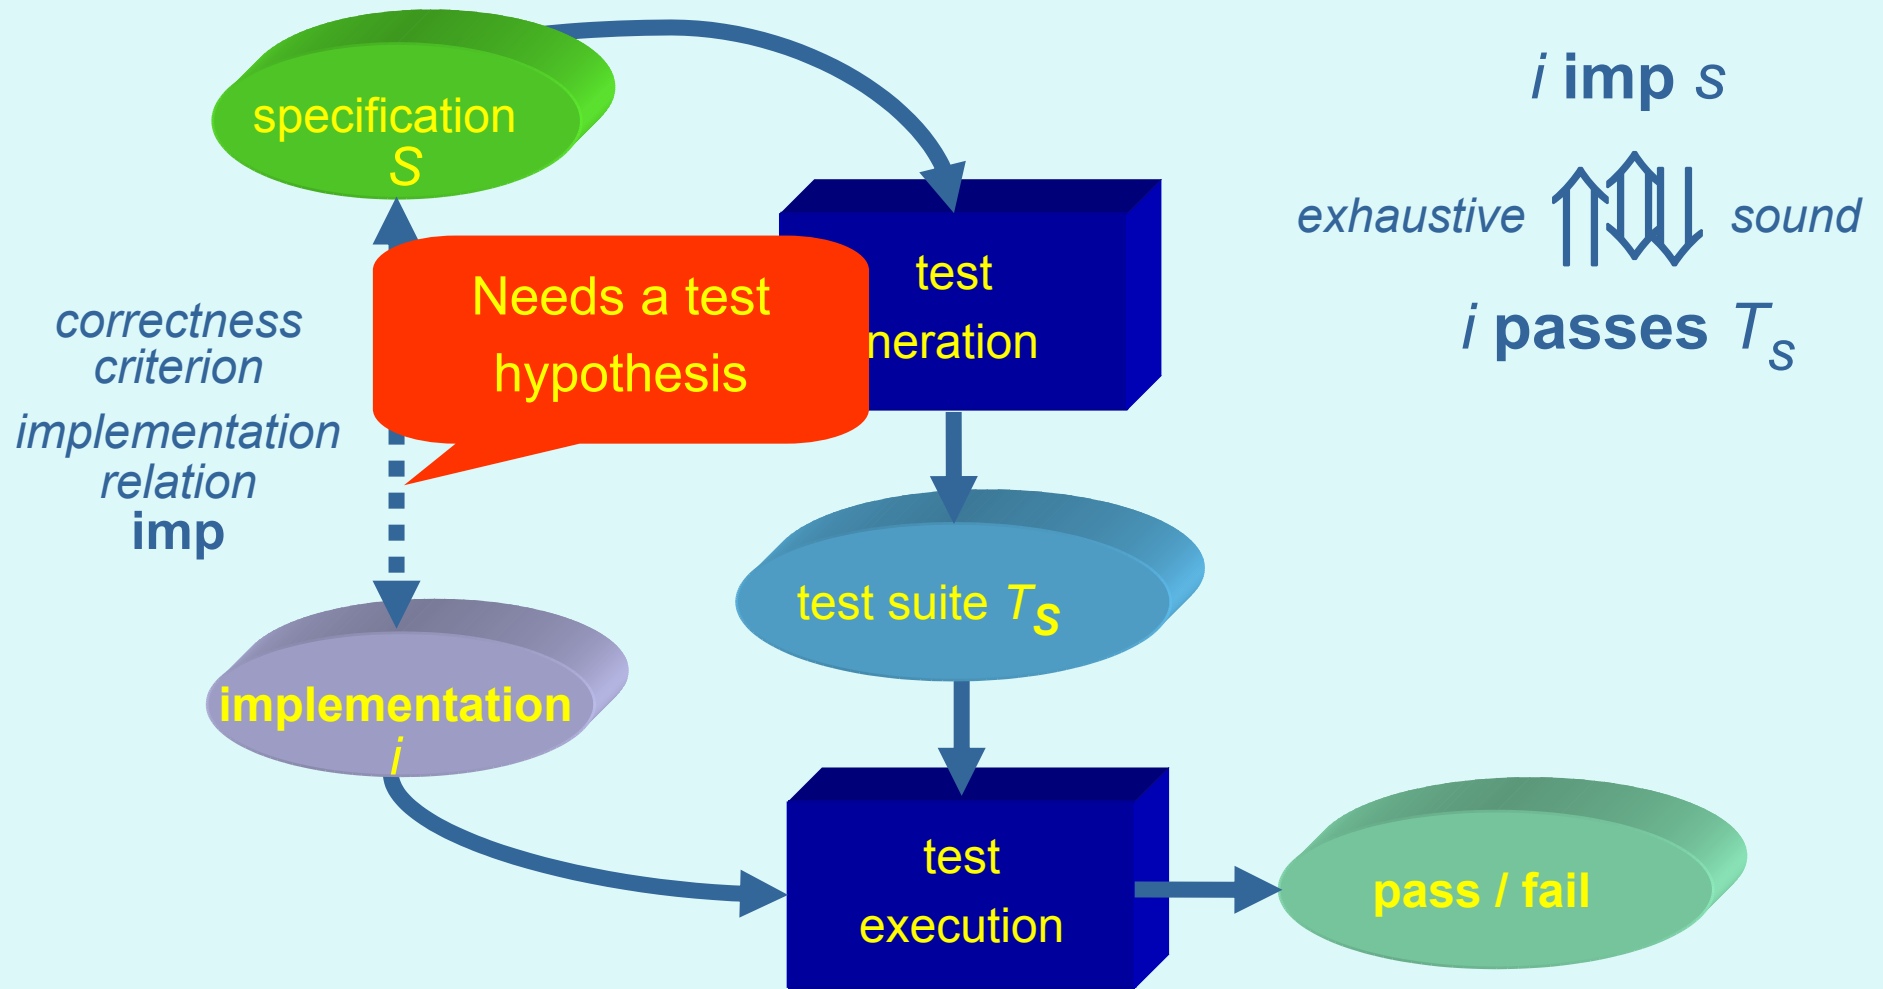 specification
S
i imp s
exhaustive
sound
i passes Ts
Needs a test
hypothesis
test
neration
correctness
criterion
implementation
relation
imp
test suite TS
implementation
i
test
execution
pass / fail